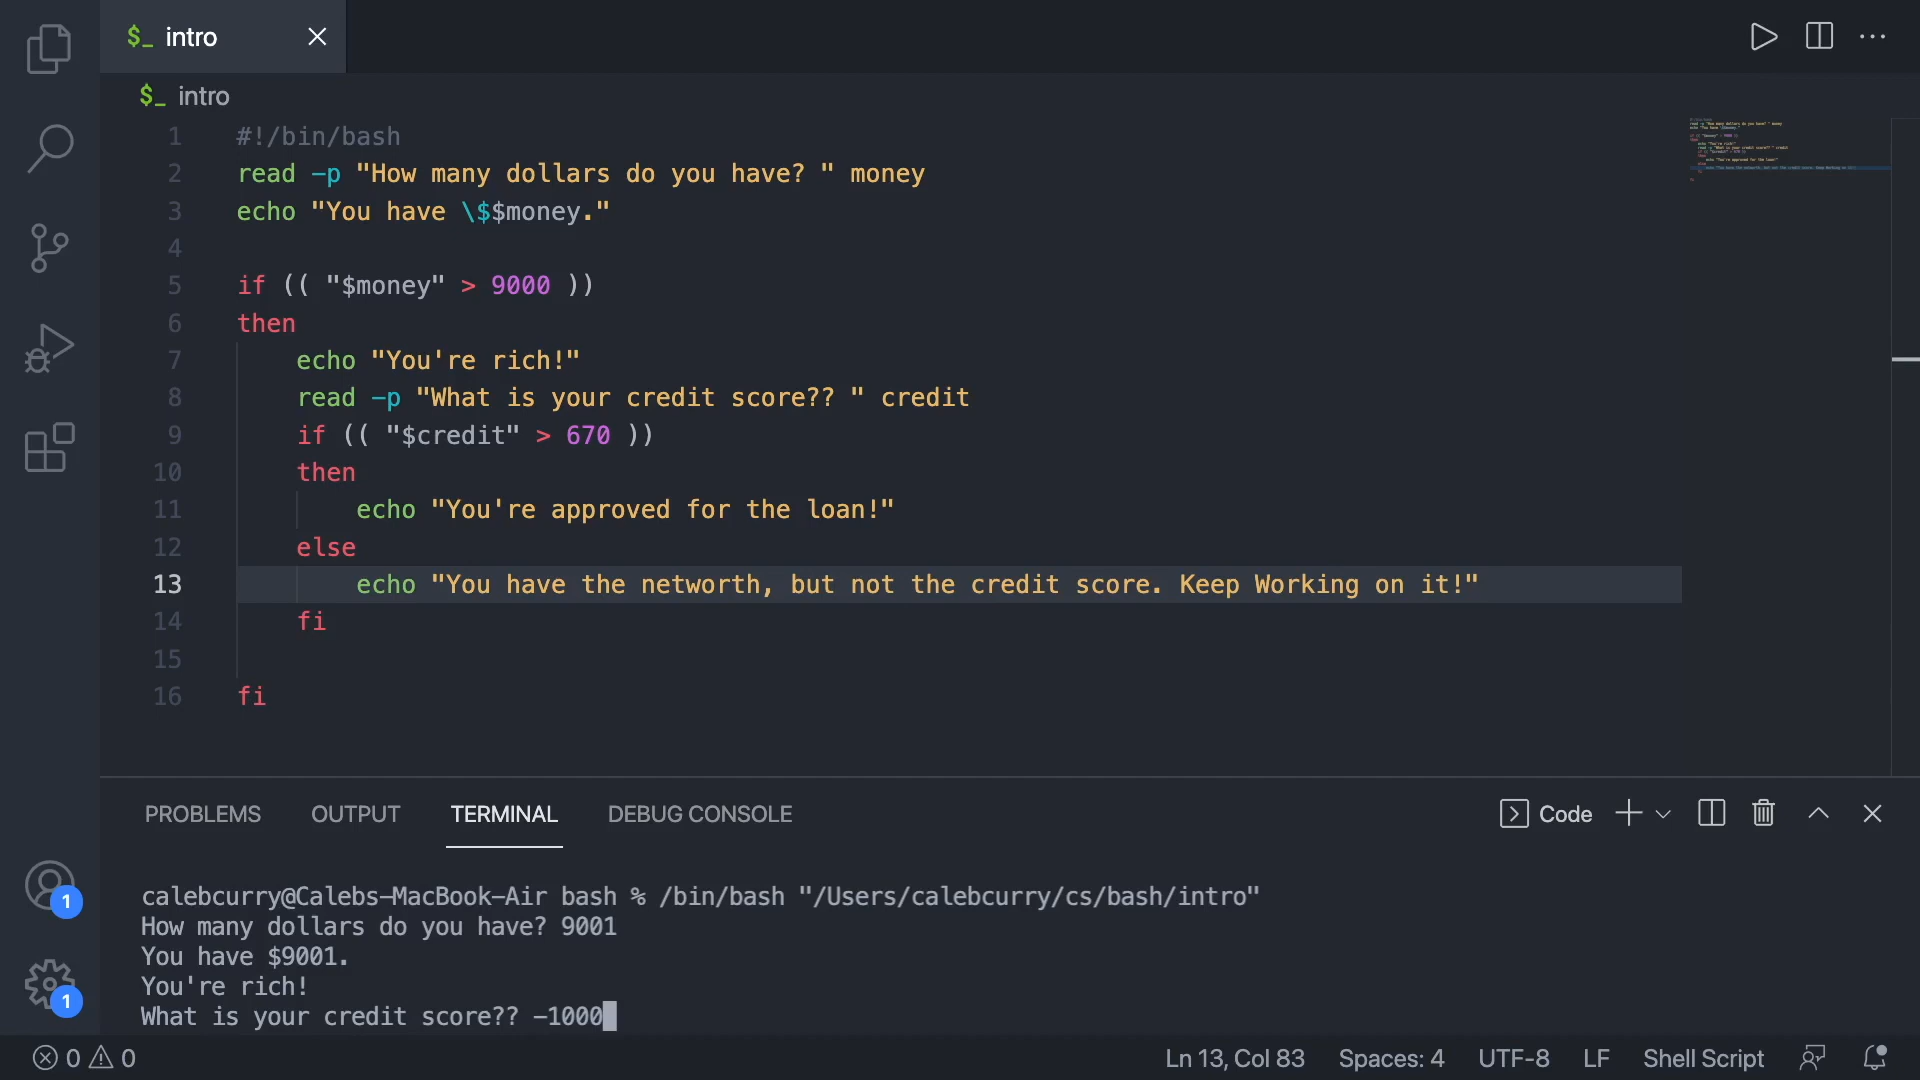 $_ intro
$_ intro
1 #!/bin/bash
2 read -p "How many dollars do you have? " money
3 echo "You have \$$money."
4
5 if (( "$money" > 9000 ))
6 then
7     echo "You're rich!"
8     read -p "What is your credit score?? " credit
9     if (( "$credit" > 670 ))
10     then
11         echo "You're approved for the loan!"
12     else
13         echo "You have the networth, but not the credit score. Keep Working on it!"
14     fi
15
16 fi
PROBLEMS OUTPUT TERMINAL DEBUG CONSOLE Code
calebcurry@Calebs-MacBook-Air bash % /bin/bash "/Users/calebcurry/cs/bash/intro"
How many dollars do you have? 9001
You have $9001.
You're rich!
What is your credit score?? -1000
1
1
0 0 Ln 13, Col 83 Spaces: 4 UTF-8 LF Shell Script